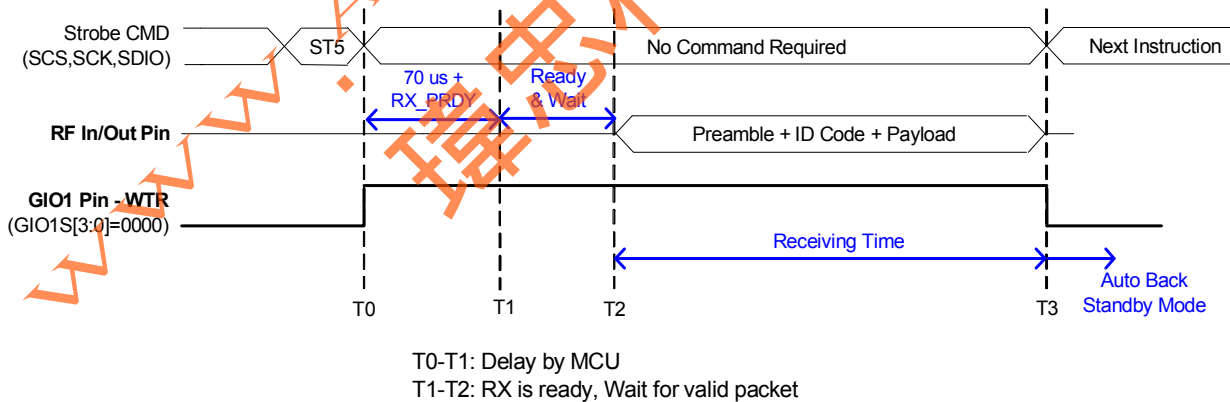 Strobe CMD
(SCS,SCK,SDIO)
ST5
No Command Required
Next Instruction
70 us +
RX_PRDY
Ready
& Wait
RF In/Out Pin
Preamble + ID Code + Payload
GIO1 Pin - WTR
(GIO1S[3:0]=0000)
Receiving Time
Auto Back
Standby Mode
T0
T1
T2
T3
T0-T1: Delay by MCU
T1-T2: RX is ready, Wait for valid packet